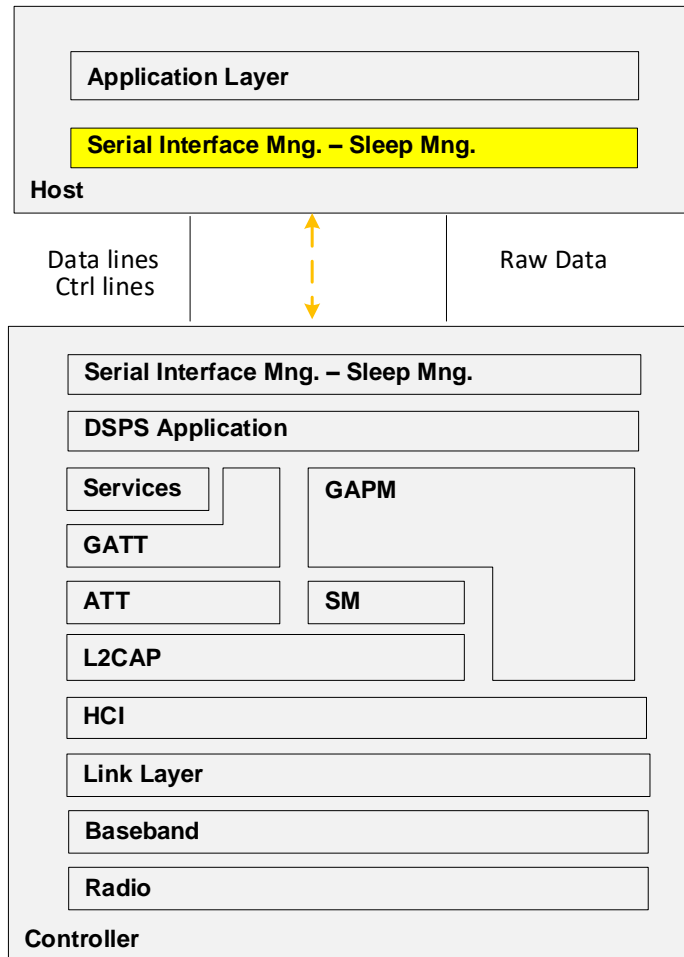 Application Layer
Serial Interface Mng. – Sleep Mng.
Host
Data lines
Ctrl lines
Raw Data
Serial Interface Mng. – Sleep Mng.
DSPS Application
Services
GAPM
GATT
ATT
SM
L2CAP
HCI
Link Layer
Baseband
Radio
Controller